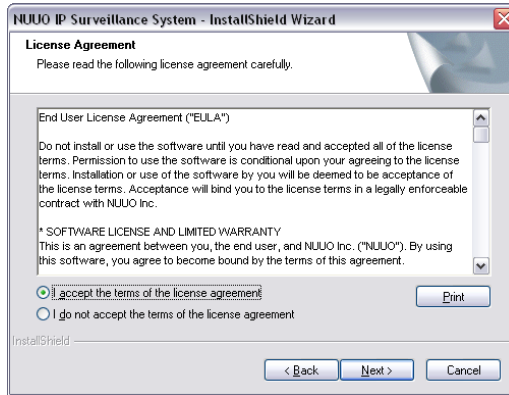 NUUO IP Surveillance System - InstallShield Wizard
License Agreement
Please read the following license agreement carefully.
End User License Agreement ("EULA")
Do not install or use the software until you have read and accepted all of the license
terms. Permission to use the software is conditional upon your agreeing to the license
terms. Installation or use of the software by you will be deemed to be acceptance of
the license terms. Acceptance will bind you to the license terms in a legally enforceable
contract with NUUO Inc.
* SOFTWARE LICENSE AND LIMITED WARRANTY
This is an agreement between you, the end user, and NUUO Inc. ("NUUO"). By using
this software, you agree to become bound by the terms of this agreement.
I accept the terms of the license agreement
Print
I do not accept the terms of the license agreement
InstallShield
< Back
Next >
Cancel